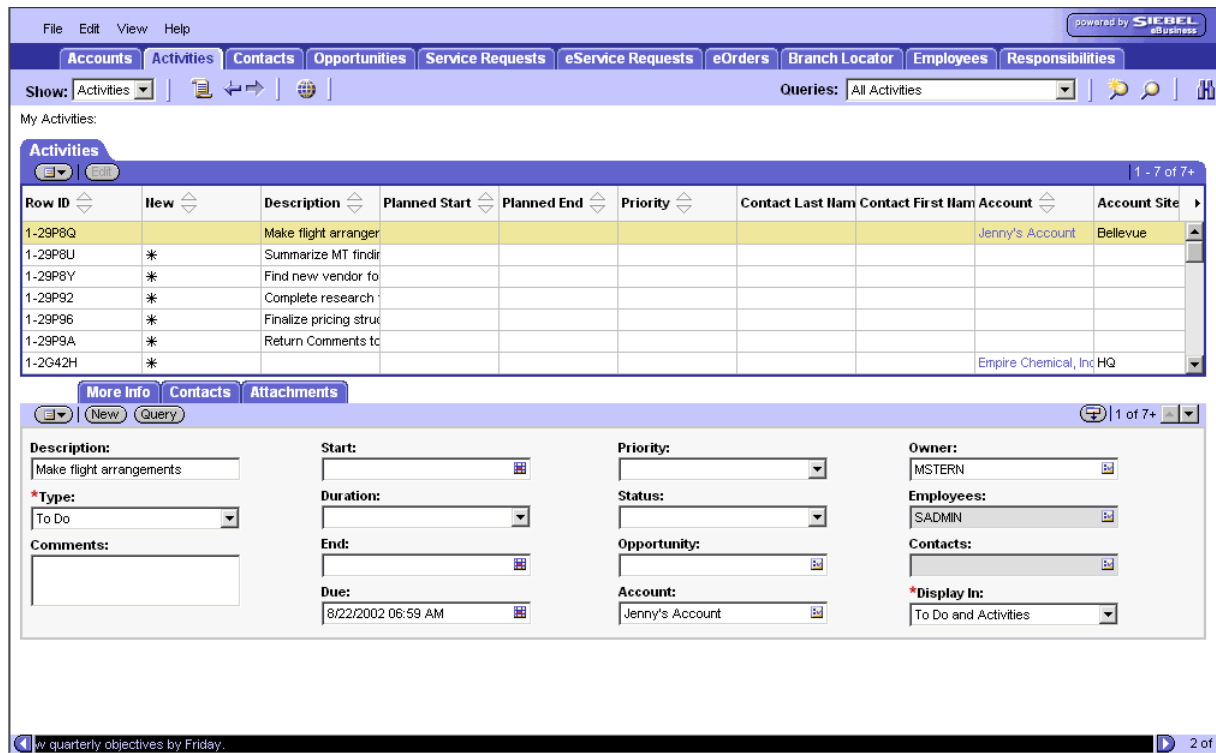 File Edit View Help
powered by SIEBEL eBusiness
Accounts Activities Contacts Opportunities Service Requests eService Requests eOrders Branch Locator Employees Responsibilities
Show: Activities Queries: All Activities
My Activities:
Activities
Edit 1 - 7 of 7+
Row ID New Description Planned Start Planned End Priority Contact Last Nam Contact First Nam Account Account Site
1-29P8Q Make flight arranger Jenny's Account Bellevue
1-29P8U * Summarize MT findir
1-29P8Y * Find new vendor fo
1-29P92 * Complete research
1-29P96 * Finalize pricing struc
1-29P9A * Return Comments to
1-2G42H * Empire Chemical, Inc HQ
More Info Contacts Attachments
New Query 1 of 7+
Description: Start: Priority: Owner:
Make flight arrangements MSTERN
*Type: Duration: Status: Employees:
To Do SADMIN
Comments: End: Opportunity: Contacts:
Due: Account: *Display In:
8/22/2002 06:59 AM Jenny's Account To Do and Activities
w quarterly objectives by Friday. 2 of